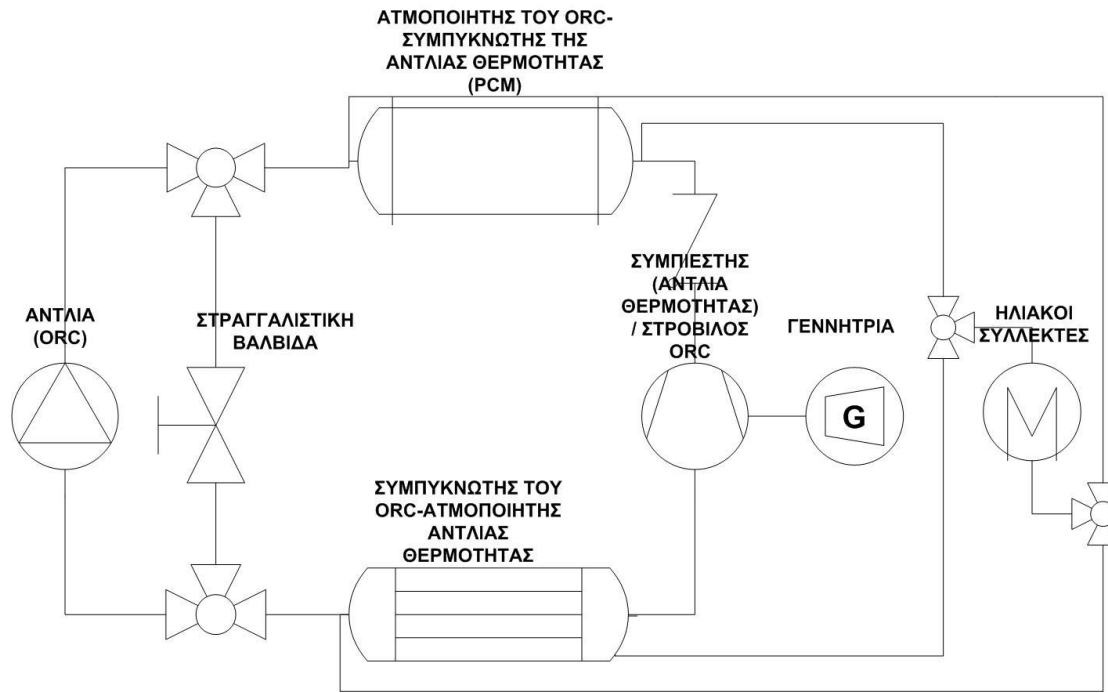 ΑΤΜΟΠΟΙΗΤΗΣ ΤΟΥ ORC-
ΣΥΜΠΥΚΝΩΤΗΣ ΤΗΣ
ΑΝΤΛΙΑΣ ΘΕΡΜΟΤΗΤΑΣ
(PCM)
ΣΥΜΠΙΕΣΤΗΣ
(ΑΝΤΛΙΑ
ΘΕΡΜΟΤΗΤΑΣ)
/ ΣΤΡΟΒΙΛΟΣ
ORC
ΑΝΤΛΙΑ
(ORC)
ΣΤΡΑΓΓΑΛΙΣΤΙΚΗ
ΒΑΛΒΙΔΑ
ΓΕΝΝΗΤΡΙΑ
ΗΛΙΑΚΟΙ
ΣΥΛΛΕΚΤΕΣ
G
ΣΥΜΠΥΚΝΩΤΗΣ ΤΟΥ
ORC-ΑΤΜΟΠΟΙΗΤΗΣ
ΑΝΤΛΙΑΣ
ΘΕΡΜΟΤΗΤΑΣ